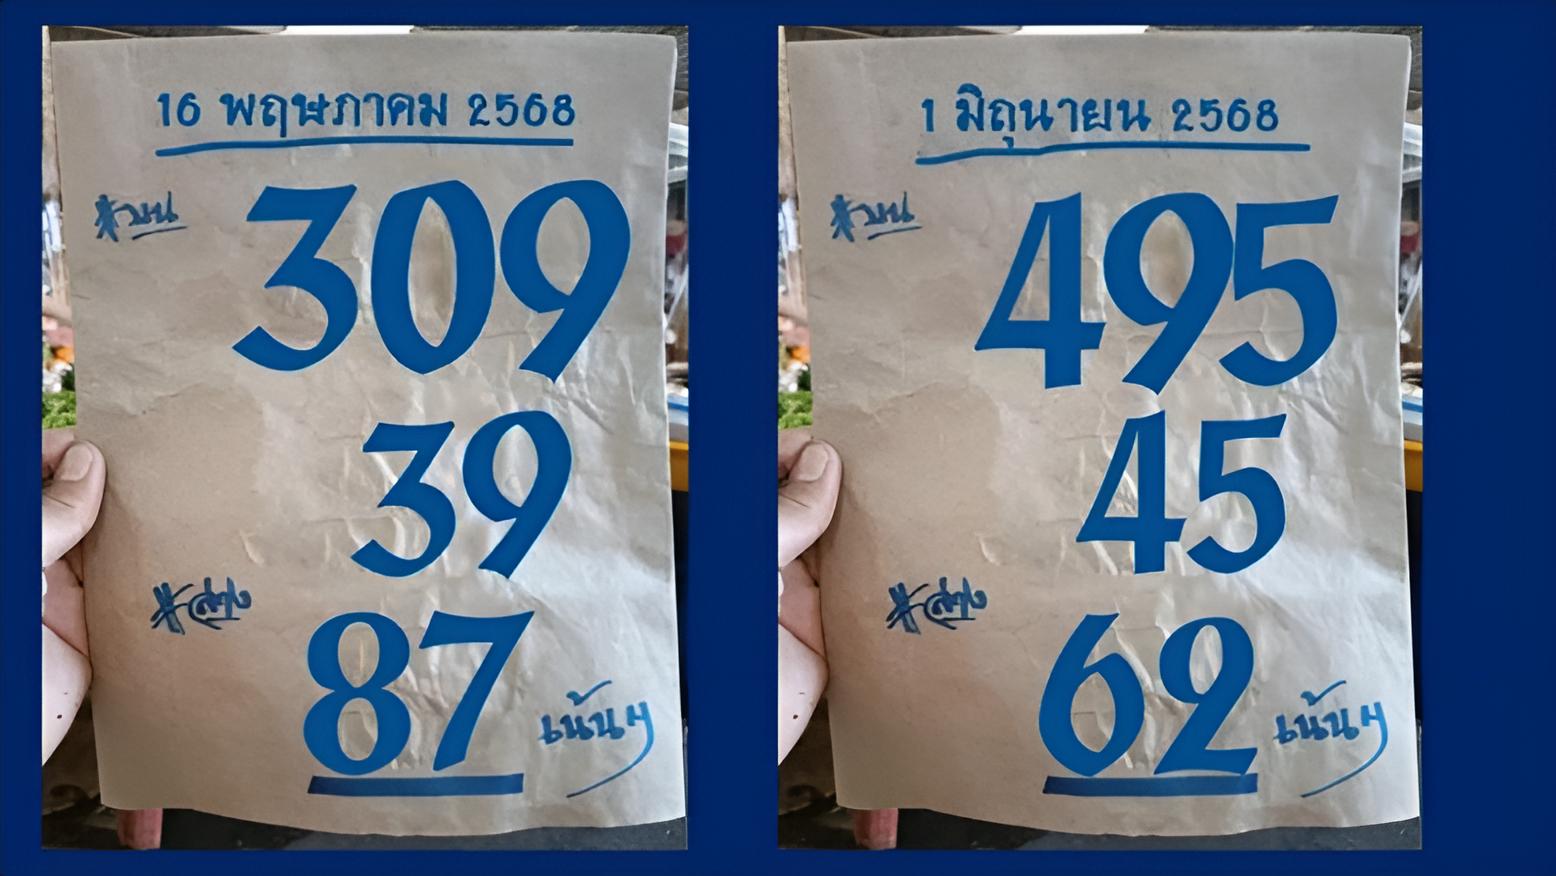 16 พฤษภาคม 2568
*บน
309
39
*ล่าง
87
เน้นๆ
1 มิถุนายน 2568
*บน
495
45
*ล่าง
62
เน้นๆ